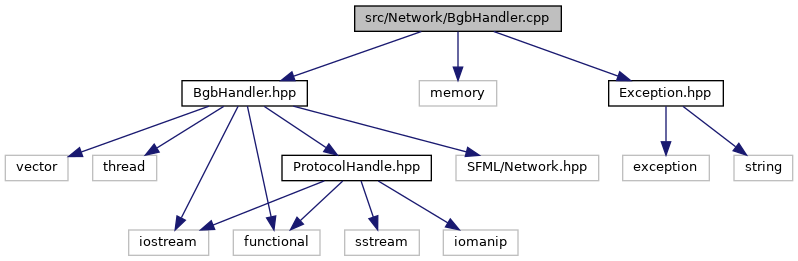 src/Network/BgbHandler.cpp
BgbHandler.hpp
memory
Exception.hpp
vector
thread
ProtocolHandle.hpp
SFML/Network.hpp
exception
string
iostream
functional
sstream
iomanip